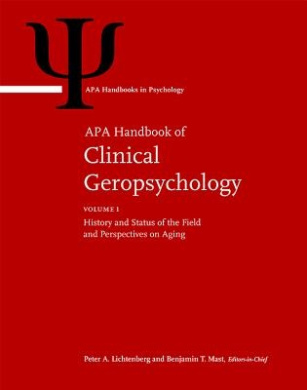 APA Handbooks in Psychology
APA Handbook of
Clinical
Geropsychology
VOLUME 1
History and Status of the Field
and Perspectives on Aging
Peter A. Lichtenberg and Benjamin T. Mast, Editors-in-Chief